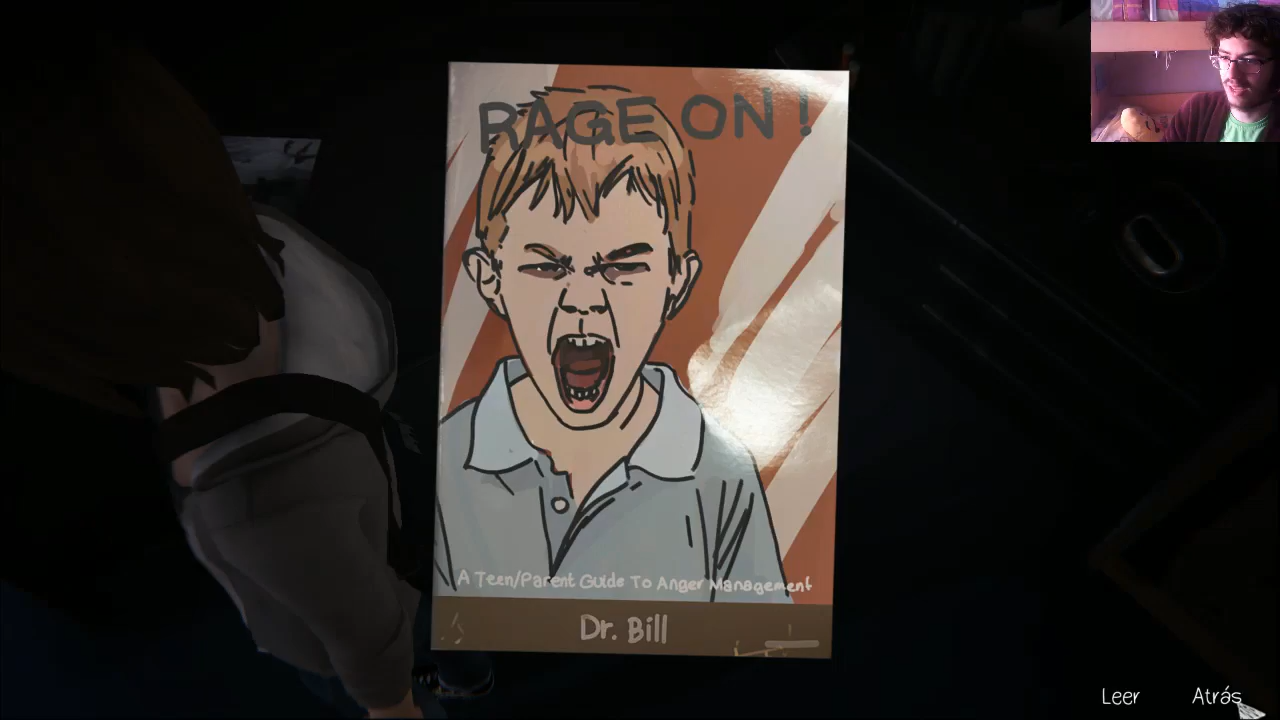 RAGE ON !
A Teen/Parent Guide To Anger Management
Dr. Bill
Leer
Atrás